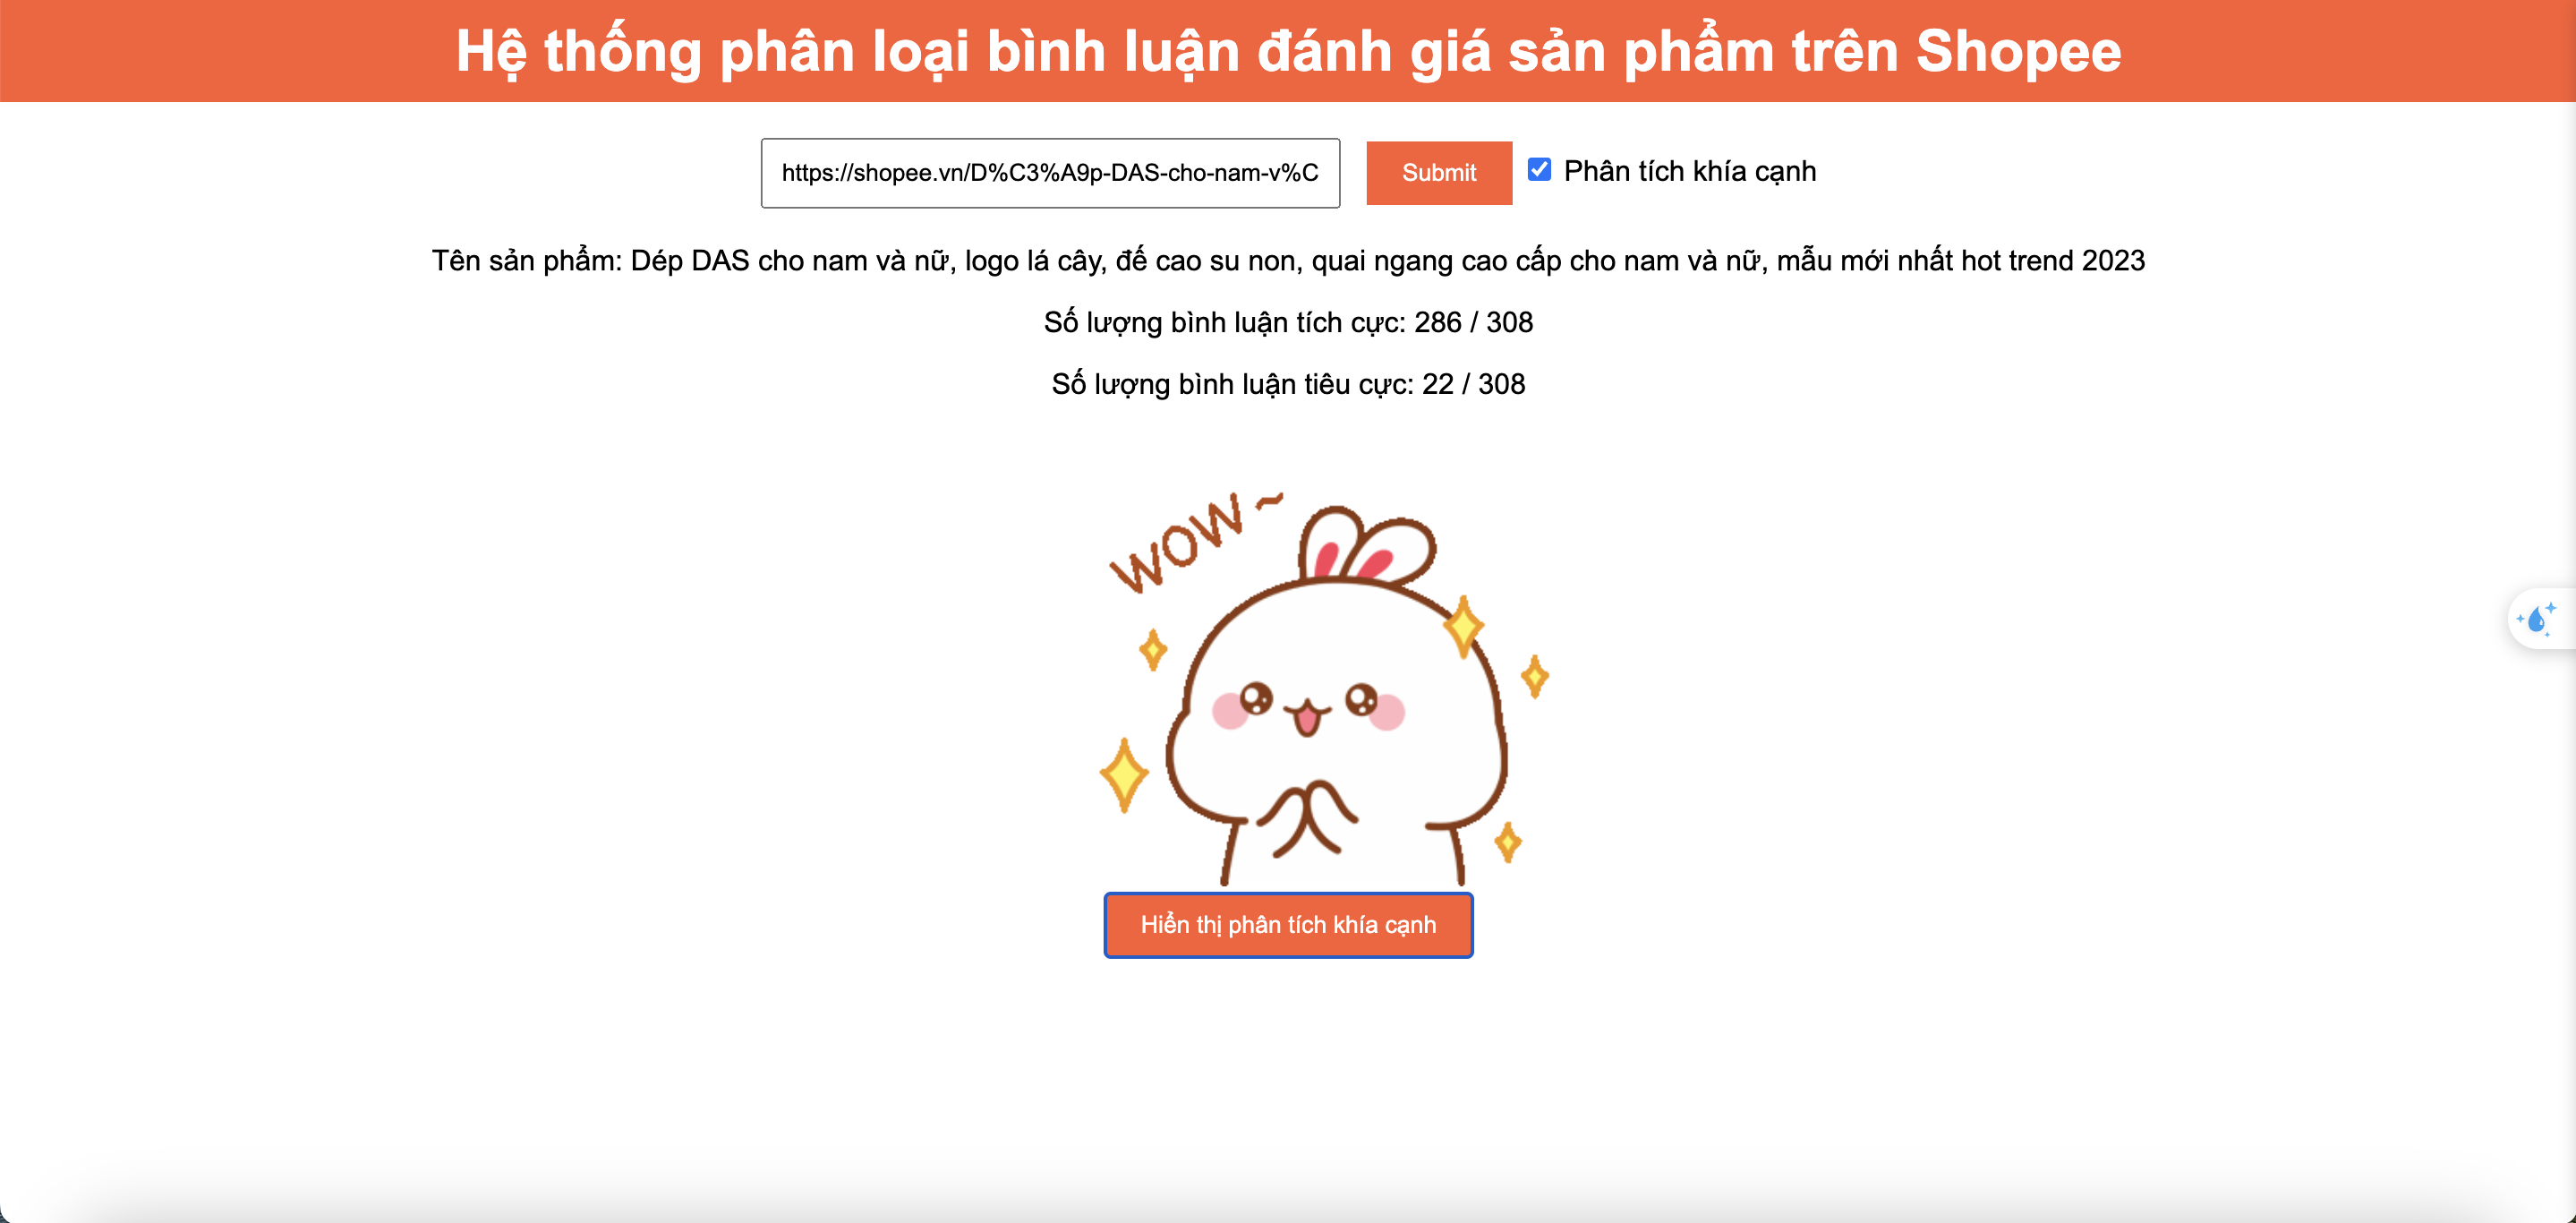 Hệ thống phân loại bình luận đánh giá sản phẩm trên Shopee
https://shopee.vn/D%C3%A9p-DAS-cho-nam-v%C
Submit
Phân tích khía cạnh
Tên sản phẩm: Dép DAS cho nam và nữ, logo lá cây, đế cao su non, quai ngang cao cấp cho nam và nữ, mẫu mới nhất hot trend 2023
Số lượng bình luận tích cực: 286 / 308
Số lượng bình luận tiêu cực: 22 / 308
WOW~
Hiển thị phân tích khía cạnh